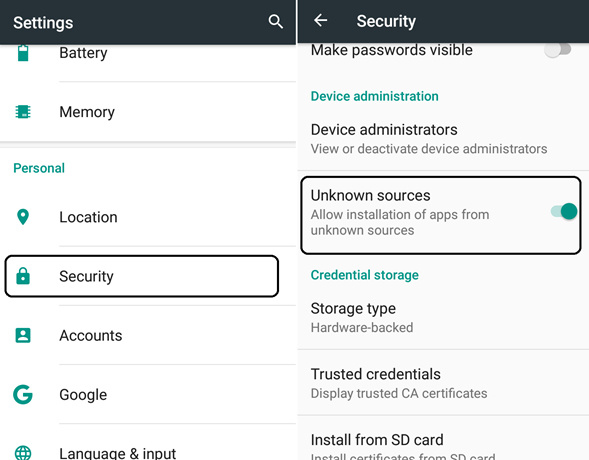 Settings
Battery
Memory
Personal
Location
Security
Accounts
Google
Language & input
Security
Make passwords visible
Device administration
Device administrators
View or deactivate device administrators
Unknown sources
Allow installation of apps from
unknown sources
Credential storage
Storage type
Hardware-backed
Trusted credentials
Display trusted CA certificates
Install from SD card
Install certificates from SD card